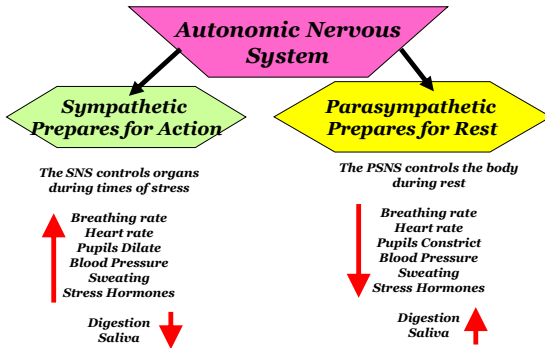 Autonomic Nervous
System
Sympathetic
Prepares for Action
Parasympathetic
Prepares for Rest
The SNS controls organs
during times of stress
Breathing rate
Heart rate
Pupils Dilate
Blood Pressure
Sweating
Stress Hormones
Digestion
Saliva
The PSNS controls the body
during rest
Breathing rate
Heart rate
Pupils Constrict
Blood Pressure
Sweating
Stress Hormones
Digestion
Saliva